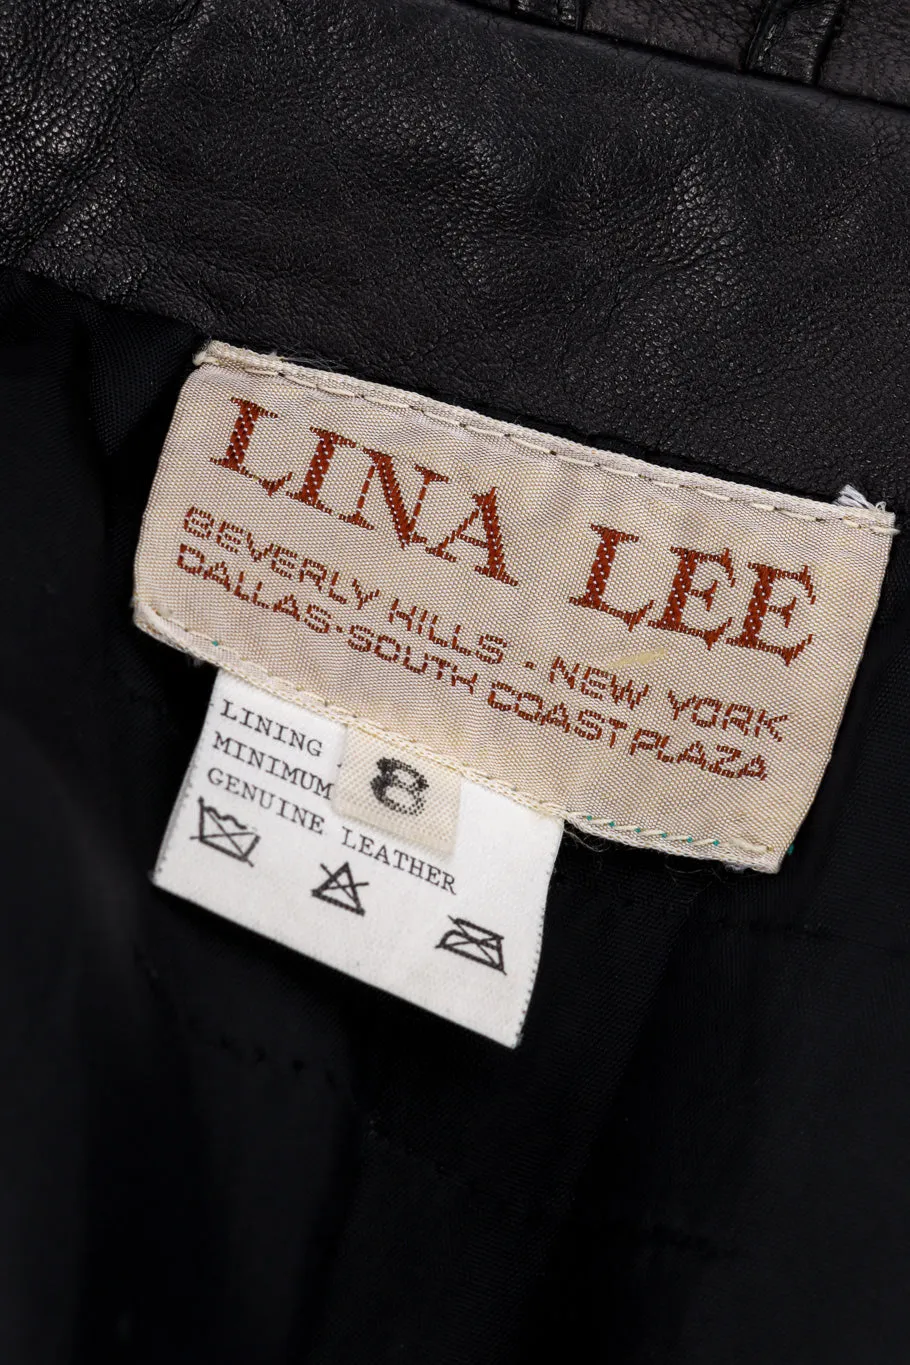 LINA LEE
BEVERLY HILLS - NEW YORK
DALLAS-SOUTH COAST PLAZA
LINING
MINIMUM
GENUINE LEATHER
8